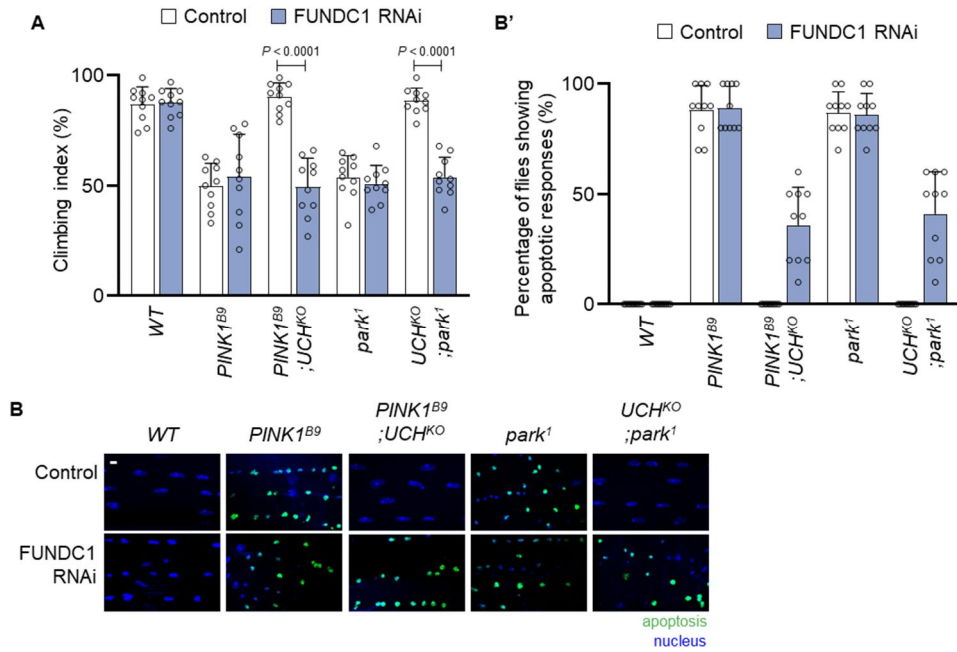 A
Control
FUNDC1 RNAi
P < 0.0001
P < 0.0001
Climbing index (%)
100
50
0
WT
PINK1ᴮ⁹
PINK1ᴮ⁹
;UCHᴷᴼ
park¹
UCHᴷᴼ
;park¹
B’
Control
FUNDC1 RNAi
Percentage of flies showing
apoptotic responses (%)
100
50
0
WT
PINK1ᴮ⁹
PINK1ᴮ⁹
;UCHᴷᴼ
park¹
UCHᴷᴼ
;park¹
B
WT
PINK1ᴮ⁹
PINK1ᴮ⁹
;UCHᴷᴼ
park¹
UCHᴷᴼ
;park¹
Control
FUNDC1
RNAi
apoptosis
nucleus